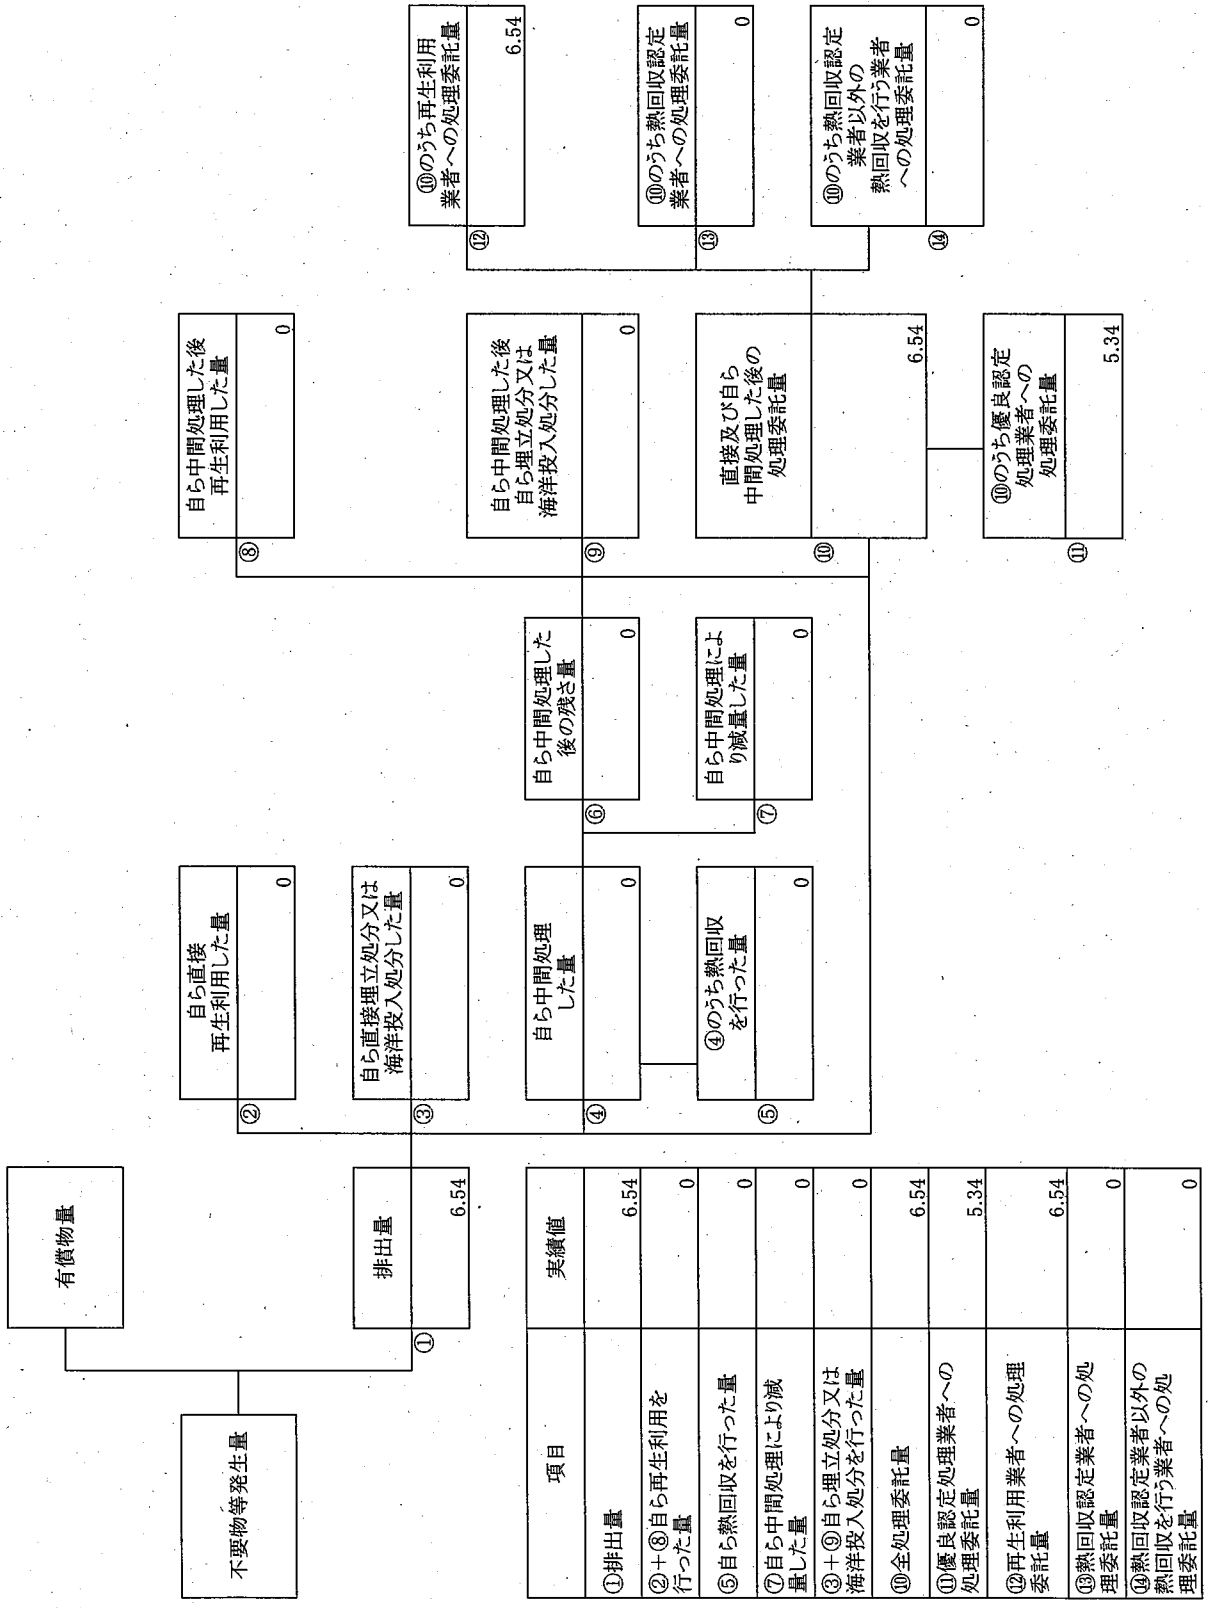 不要物等発生量
有償物量
排出量
①
6.54
自ら直接
再生利用した量
②
0
自ら直接埋立処分又は
海洋投入処分した量
③
0
自ら中間処理
した量
④
0
④のうち熱回収
を行った量
⑤
0
自ら中間処理した
後の残さ量
⑥
0
自ら中間処理によ
り減量した量
⑦
0
自ら中間処理した後
再生利用した量
⑧
0
自ら中間処理した後
自ら埋立処分又は
海洋投入処分した量
⑨
0
直接及び自ら
中間処理した後の
処理委託量
⑩
6.54
⑩のうち優良認定
処理業者への
処理委託量
⑪
5.34
⑩のうち再生利用
業者への処理委託量
⑫
6.54
⑩のうち熱回収認定
業者への処理委託量
⑬
0
⑩のうち熱回収認定
業者以外の
熱回収を行う業者
への処理委託量
⑭
0
項目 実績値
①排出量 6.54
②+⑧自ら再生利用を
行った量 0
⑤自ら熱回収を行った量 0
⑦自ら中間処理により減
量した量 0
③+⑨自ら埋立処分又は
海洋投入処分を行った量 0
⑩全処理委託量 6.54
⑪優良認定処理業者への
処理委託量 5.34
⑫再生利用業者への処理
委託量 6.54
⑬熱回収認定業者への処
理委託量 0
⑭熱回収認定業者以外の
熱回収を行う業者への処
理委託量 0